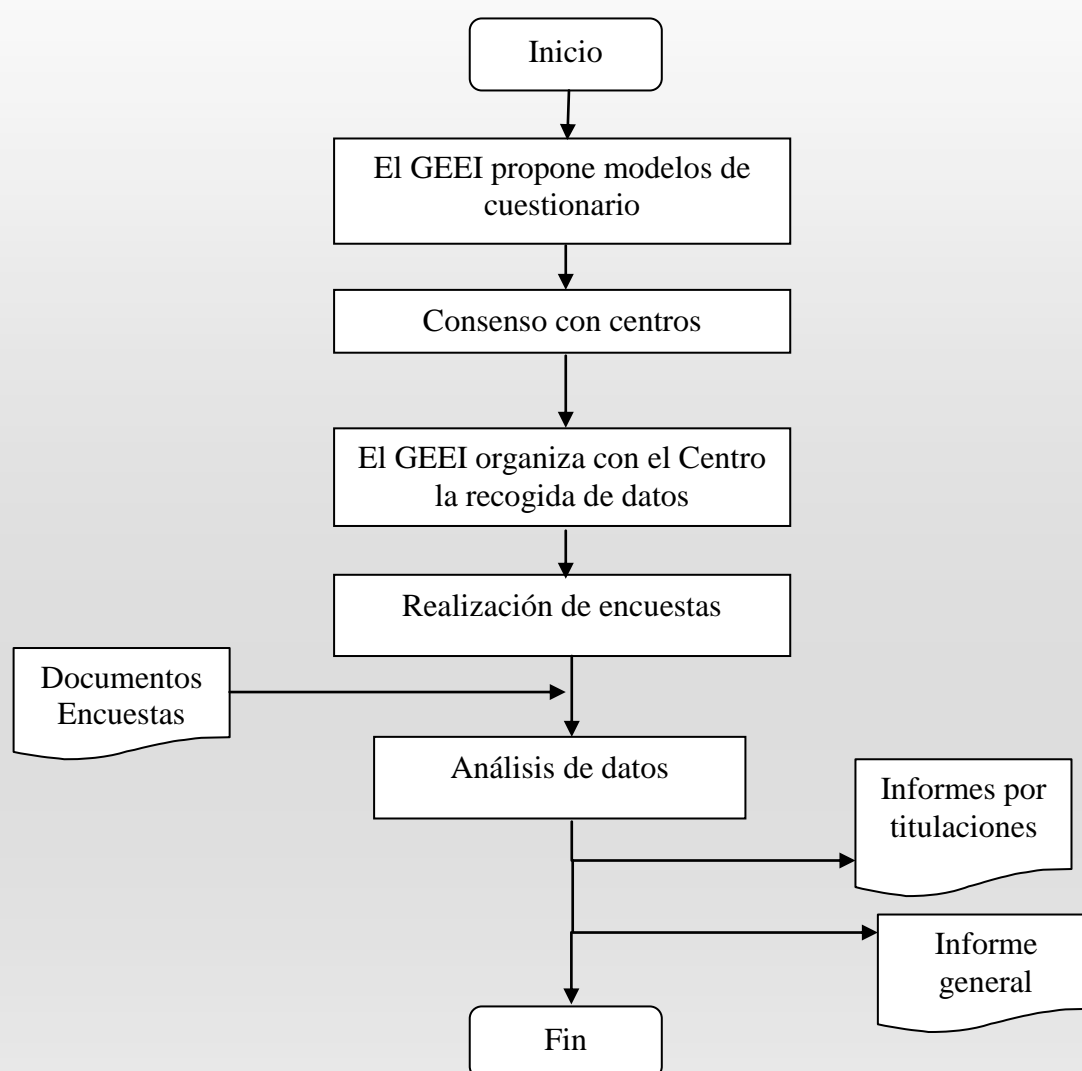 Inicio
El GEEI propone modelos de
cuestionario
Consenso con centros
El GEEI organiza con el Centro
la recogida de datos
Realización de encuestas
Documentos
Encuestas
Análisis de datos
Informes por
titulaciones
Informe
general
Fin